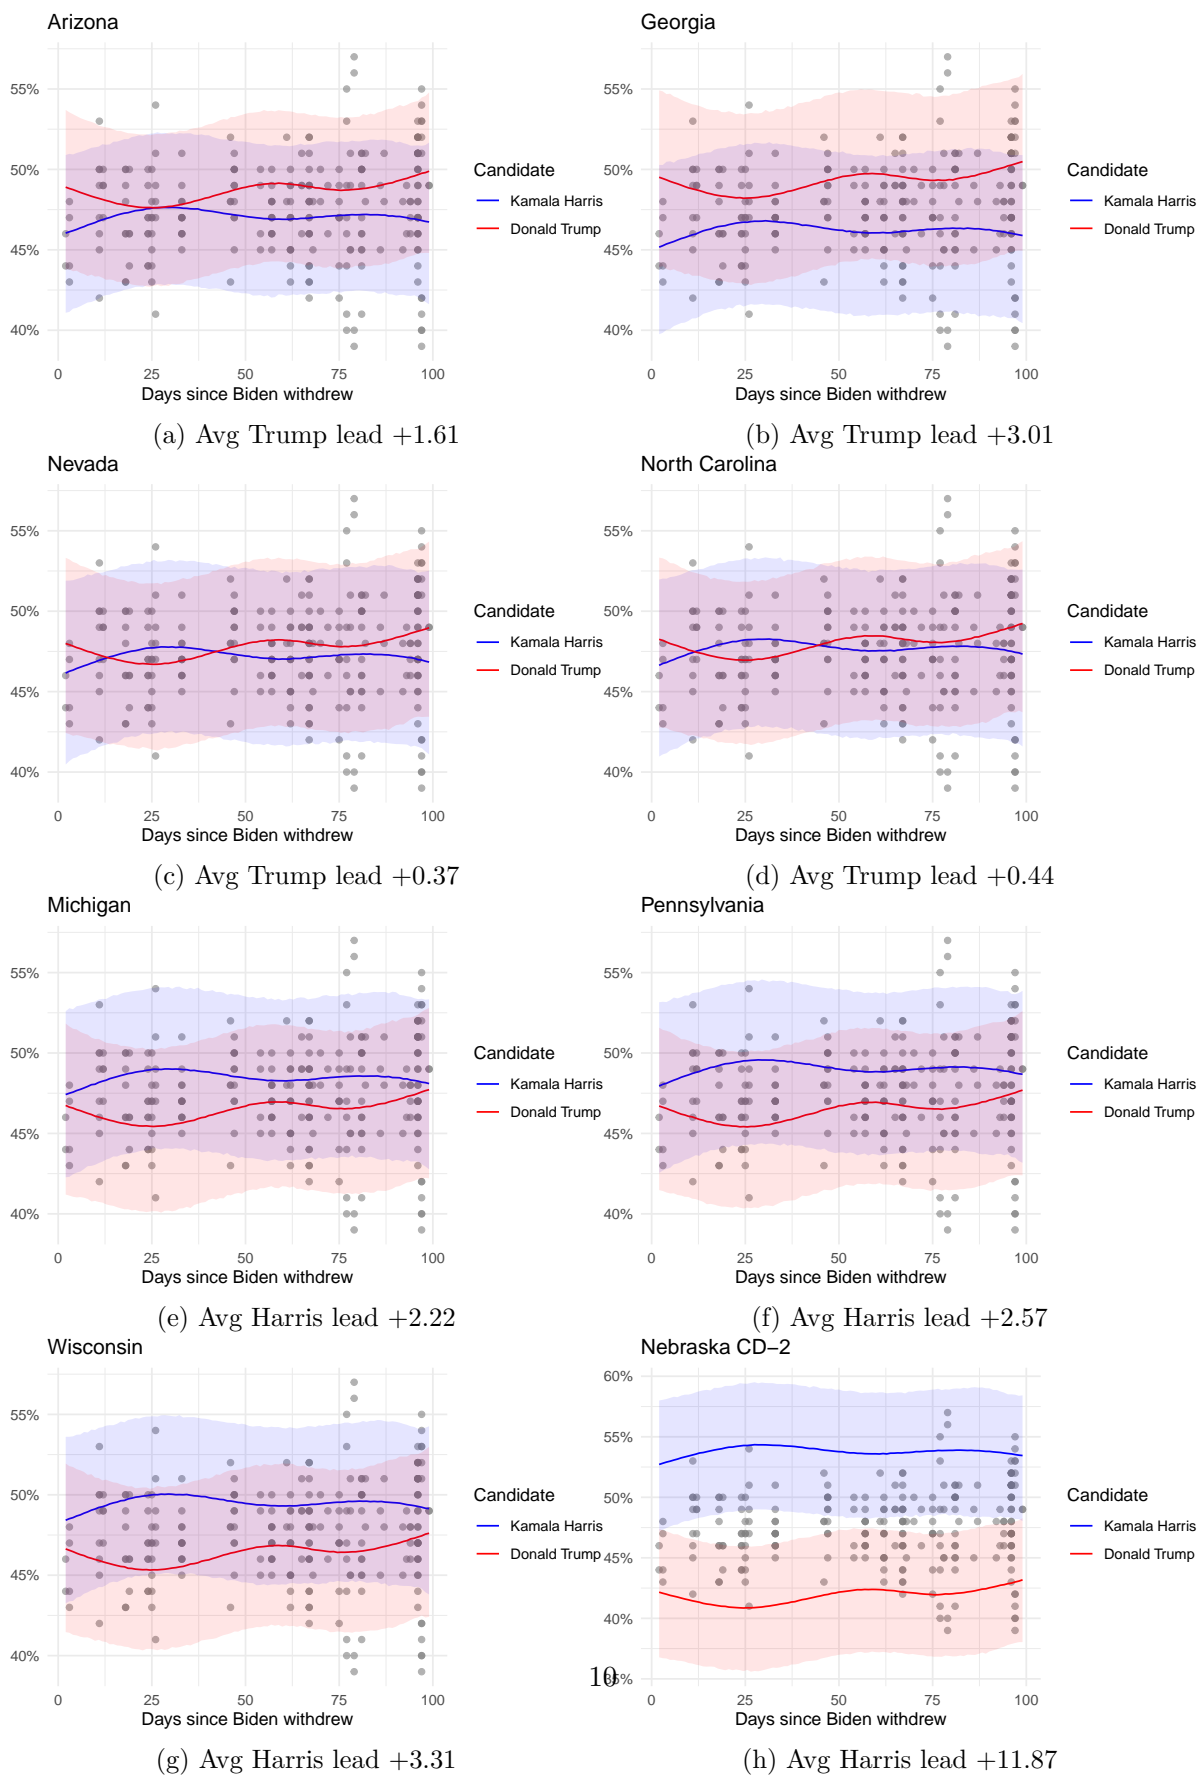 Arizona
55%
50%
45%
40%
0 25 50 75 100
Days since Biden withdrew
Candidate
Kamala Harris
Donald Trump
(a) Avg Trump lead +1.61
Georgia
55%
50%
45%
40%
0 25 50 75 100
Days since Biden withdrew
Candidate
Kamala Harris
Donald Trump
(b) Avg Trump lead +3.01
Nevada
55%
50%
45%
40%
0 25 50 75 100
Days since Biden withdrew
Candidate
Kamala Harris
Donald Trump
(c) Avg Trump lead +0.37
North Carolina
55%
50%
45%
40%
0 25 50 75 100
Days since Biden withdrew
Candidate
Kamala Harris
Donald Trump
(d) Avg Trump lead +0.44
Michigan
55%
50%
45%
40%
0 25 50 75 100
Days since Biden withdrew
Candidate
Kamala Harris
Donald Trump
(e) Avg Harris lead +2.22
Pennsylvania
55%
50%
45%
40%
0 25 50 75 100
Days since Biden withdrew
Candidate
Kamala Harris
Donald Trump
(f) Avg Harris lead +2.57
Wisconsin
55%
50%
45%
40%
0 25 50 75 100
Days since Biden withdrew
Candidate
Kamala Harris
Donald Trump
(g) Avg Harris lead +3.31
Nebraska CD−2
60%
55%
50%
45%
40%
35%
0 25 50 75 100
Days since Biden withdrew
Candidate
Kamala Harris
Donald Trump
(h) Avg Harris lead +11.87
10